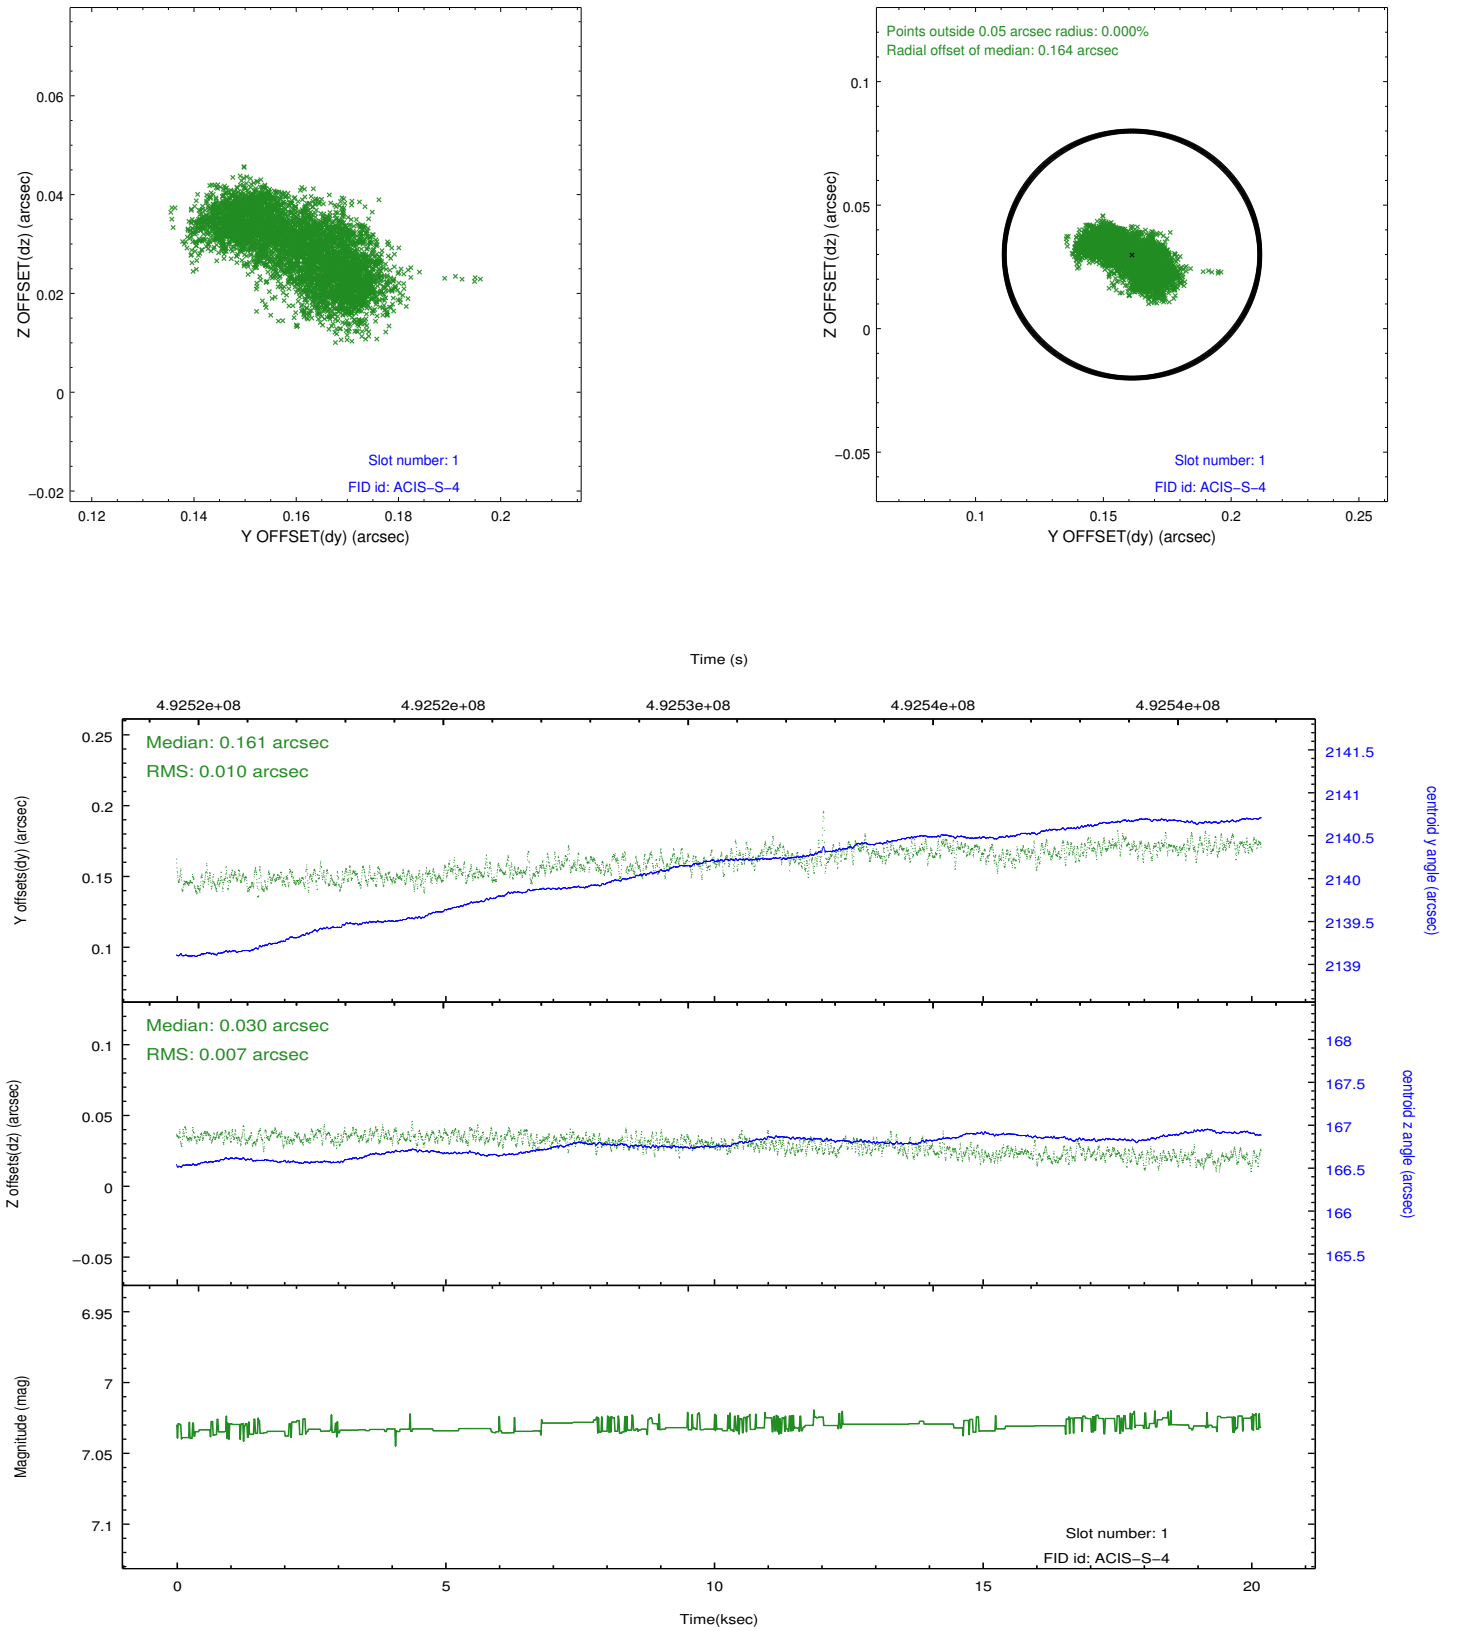 0.06
0.04
0.02
0
−0.02
Z OFFSET(dz) (arcsec)
Slot number: 1
FID id: ACIS−S−4
0.12 0.14 0.16 0.18 0.2
Y OFFSET(dy) (arcsec)
Points outside 0.05 arcsec radius: 0.000%
Radial offset of median: 0.164 arcsec
0.1
0.05
0
−0.05
Z OFFSET(dz) (arcsec)
Slot number: 1
FID id: ACIS−S−4
0.1 0.15 0.2 0.25
Y OFFSET(dy) (arcsec)
Time (s)
4.9252e+08 4.9252e+08 4.9253e+08 4.9254e+08 4.9254e+08
Median: 0.161 arcsec
RMS: 0.010 arcsec
0.25
0.2
0.15
0.1
Y offsets(dy) (arcsec)
2141.5
2141
2140.5
2140
2139.5
2139
centroid y angle (arcsec)
Median: 0.030 arcsec
RMS: 0.007 arcsec
0.1
0.05
0
−0.05
Z offsets(dz) (arcsec)
168
167.5
167
166.5
166
165.5
centroid z angle (arcsec)
6.95
7
7.05
7.1
Magnitude (mag)
Slot number: 1
FID id: ACIS−S−4
0 5 10 15 20
Time(ksec)